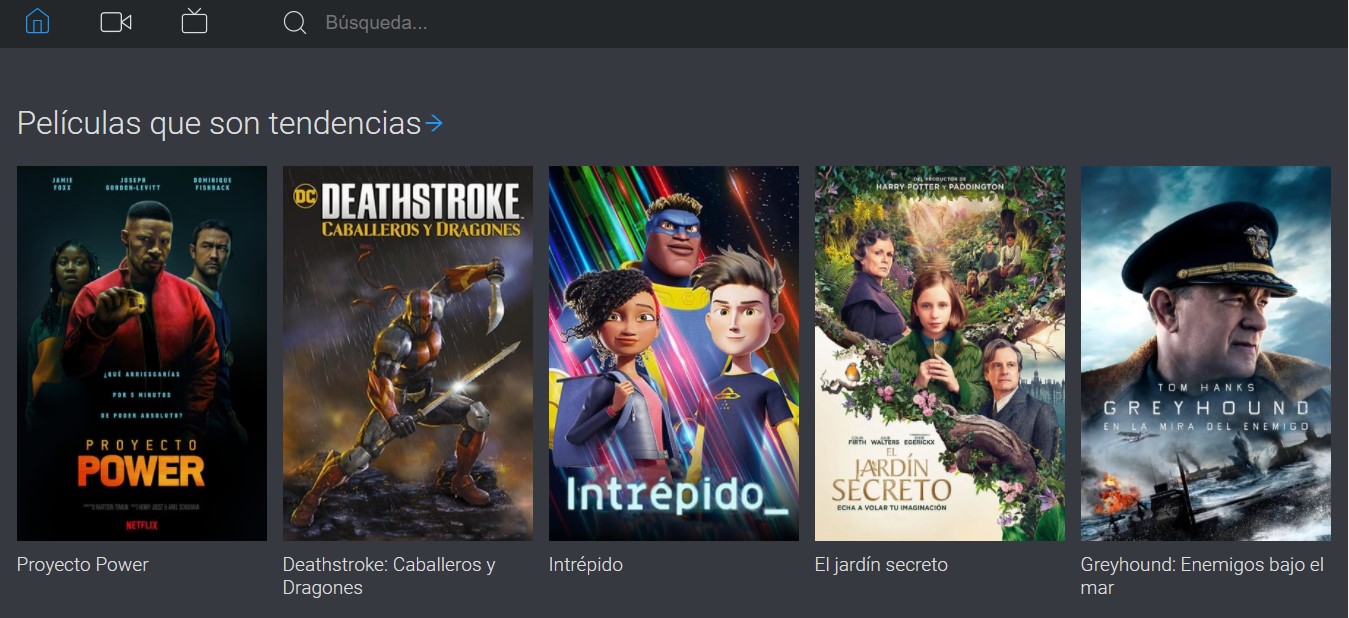 Búsqueda...
Películas que son tendencias
JAMIE FOXX
JOSEPH GORDON-LEVITT
DOMINIQUE FISHBACK
¿QUÉ ARRIESGARÍAS
POR 5 MINUTOS
DE PODER ABSOLUTO?
PROYECTO
POWER
NETFLIX
DC
DEATHSTROKE
CABALLEROS Y DRAGONES
Intrépido_
DEL PRODUCTOR DE
HARRY POTTER Y PADDINGTON
COLIN FIRTH
JULIE WALTERS
DIXIE EGERICKX
EL
JARDÍN
SECRETO
ECHA A VOLAR TU IMAGINACIÓN
TOM HANKS
GREYHOUND
EN LA MIRA DEL ENEMIGO
Proyecto Power
Deathstroke: Caballeros y
Dragones
Intrépido
El jardín secreto
Greyhound: Enemigos bajo el
mar